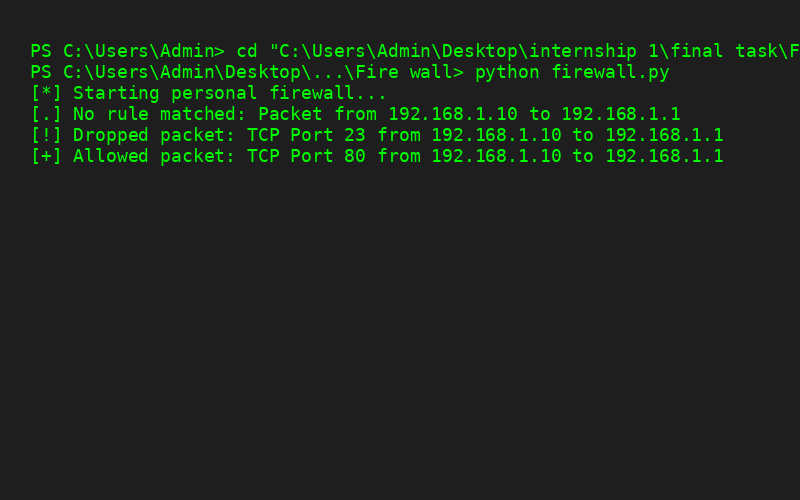 PS C:\Users\Admin> cd "C:\Users\Admin\Desktop\internship 1\final task\F
PS C:\Users\Admin\Desktop\...\Fire wall> python firewall.py
[*] Starting personal firewall...
[.] No rule matched: Packet from 192.168.1.10 to 192.168.1.1
[!] Dropped packet: TCP Port 23 from 192.168.1.10 to 192.168.1.1
[+] Allowed packet: TCP Port 80 from 192.168.1.10 to 192.168.1.1